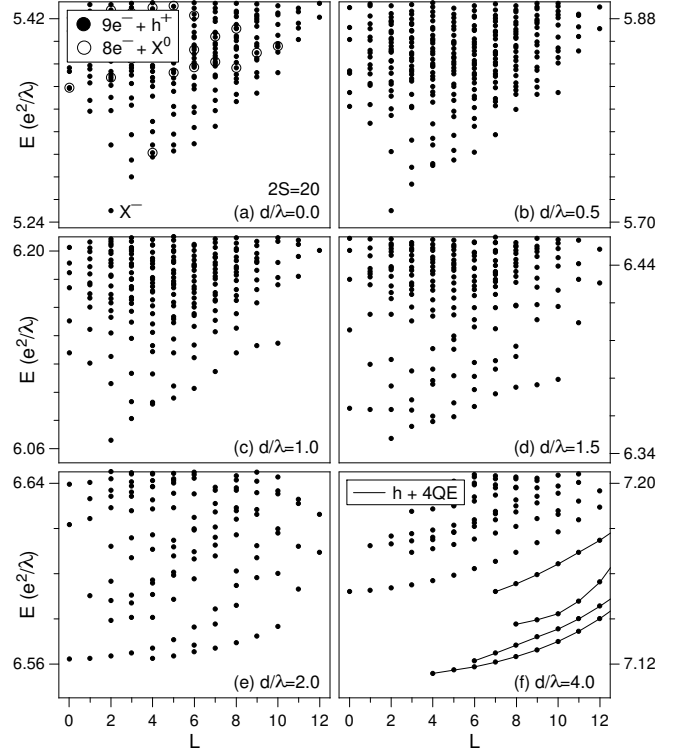 5.42
9e⁻ + h⁺
8e⁻ + X⁰
E (e²/λ)
2S=20
X⁻
(a) d/λ=0.0
5.24
5.88
(b) d/λ=0.5
5.70
6.20
E (e²/λ)
(c) d/λ=1.0
6.06
6.44
(d) d/λ=1.5
6.34
6.64
E (e²/λ)
6.56
(e) d/λ=2.0
h + 4QE
7.20
(f) d/λ=4.0
7.12
0 2 4 6 8 10 12
L
0 2 4 6 8 10 12
L